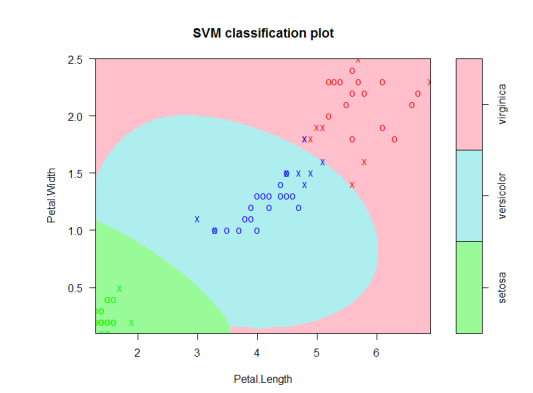 SVM classification plot
2.5
2.0
1.5
1.0
0.5
Petal.Width
2
3
4
5
6
Petal.Length
virginica
versicolor
setosa